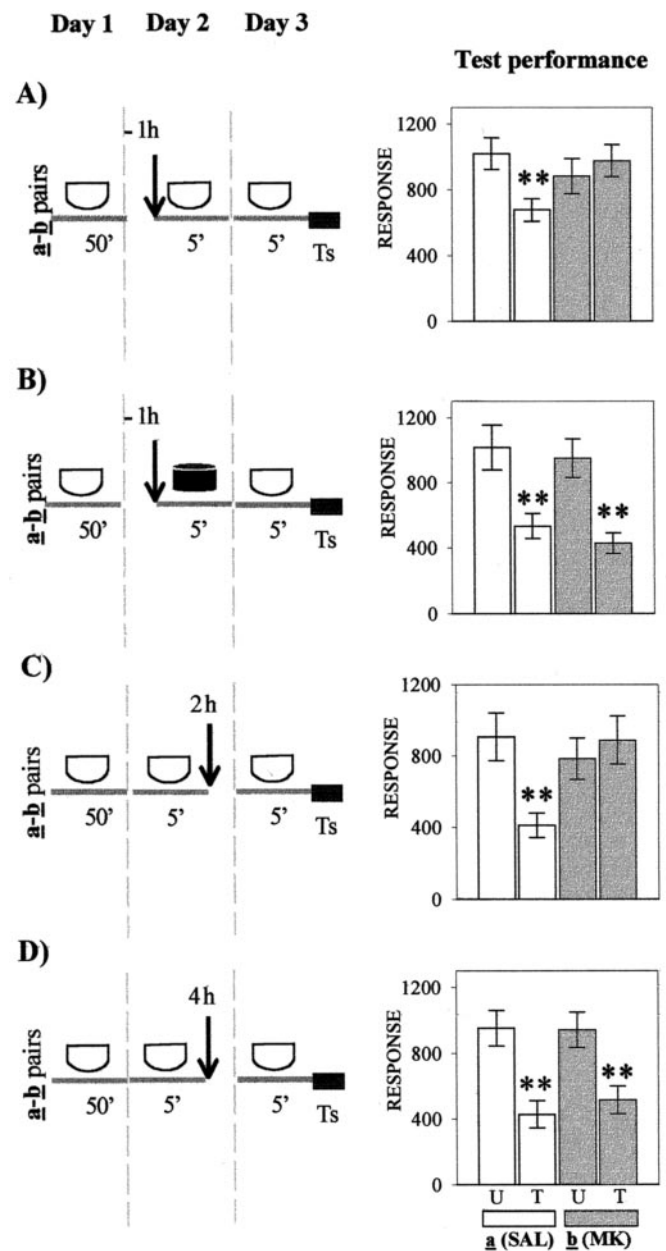 Day 1 Day 2 Day 3
Test performance
A)
a-b pairs
- 1h
50' 5' 5' Ts
RESPONSE
1200
800
400
0
**
B)
a-b pairs
- 1h
50' 5' 5' Ts
RESPONSE
1200
800
400
0
** **
C)
a-b pairs
2h
50' 5' 5' Ts
RESPONSE
1200
800
400
0
**
D)
a-b pairs
4h
50' 5' 5' Ts
RESPONSE
1200
800
400
0
** **
U T U T
a (SAL) b (MK)